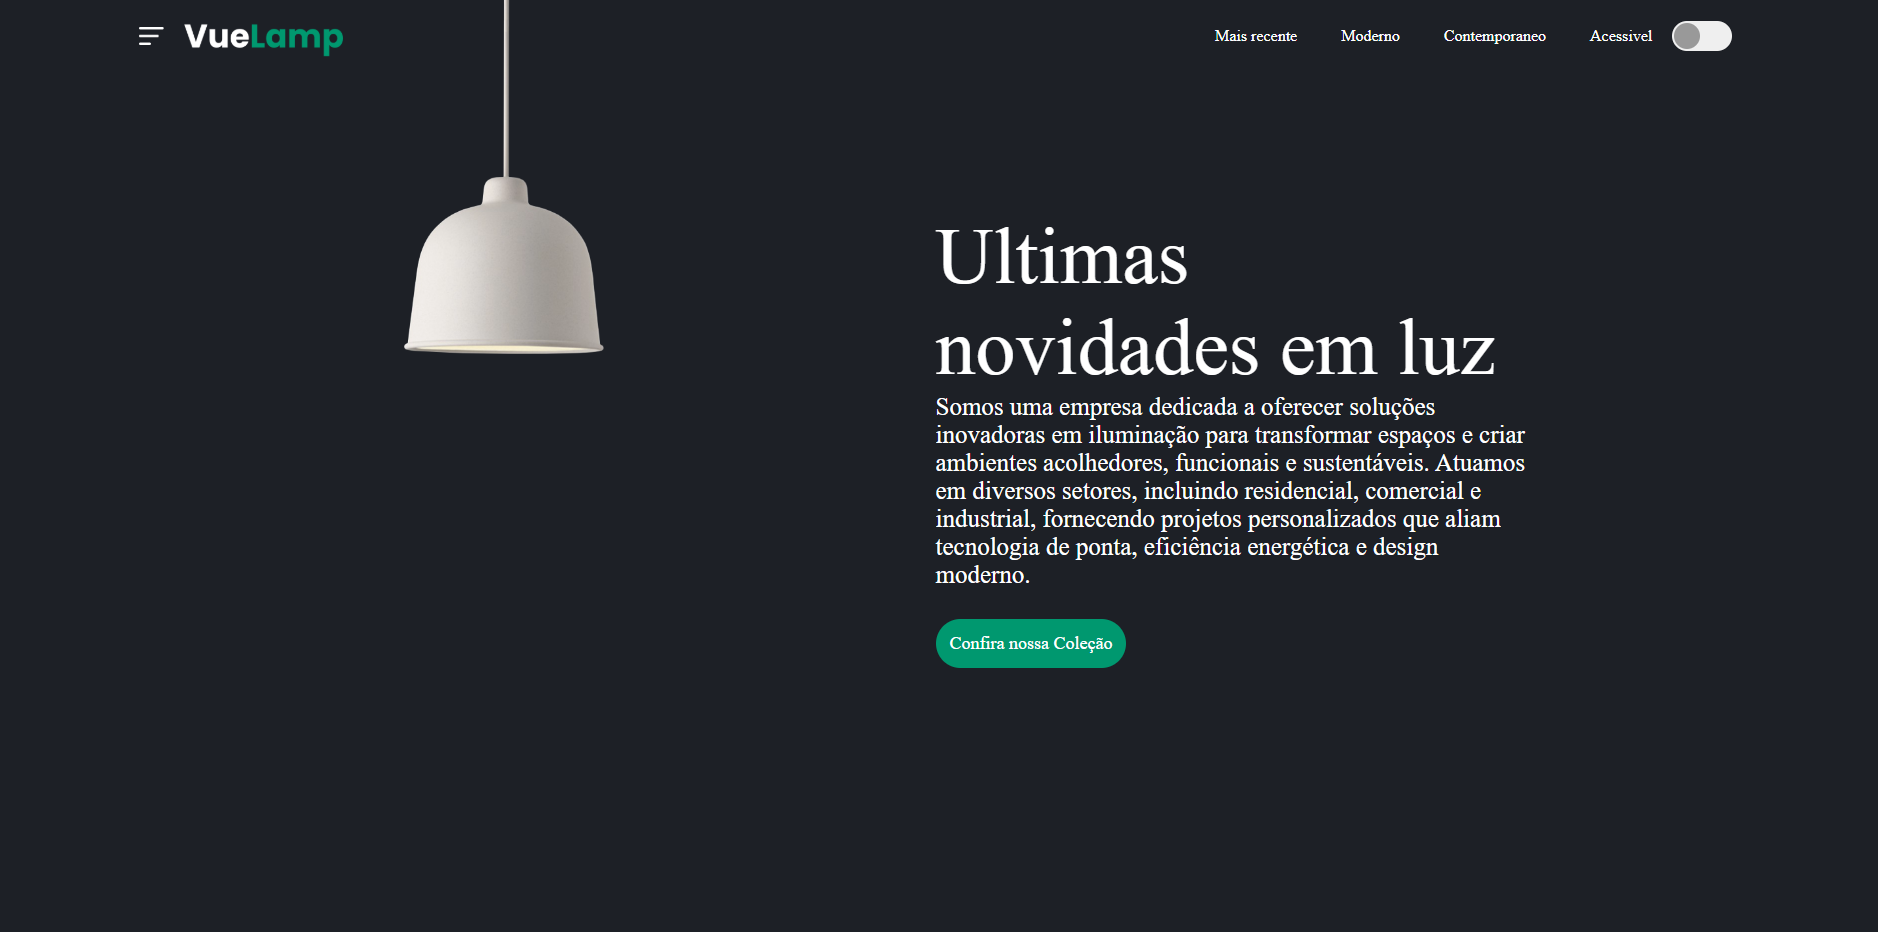 VueLamp
Mais recente
Moderno
Contemporaneo
Acessivel
Ultimas
novidades em luz
Somos uma empresa dedicada a oferecer soluções
inovadoras em iluminação para transformar espaços e criar
ambientes acolhedores, funcionais e sustentáveis. Atuamos
em diversos setores, incluindo residencial, comercial e
industrial, fornecendo projetos personalizados que aliam
tecnologia de ponta, eficiência energética e design
moderno.
Confira nossa Coleção